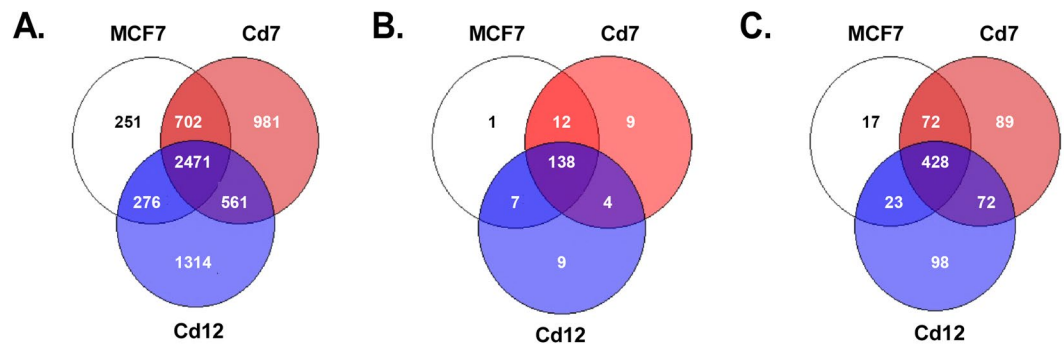 A.
MCF7 Cd7
251 702 981
2471
276 561
1314
Cd12
B.
MCF7 Cd7
1 12 9
138
7 4
9
Cd12
C.
MCF7 Cd7
17 72 89
428
23 72
98
Cd12